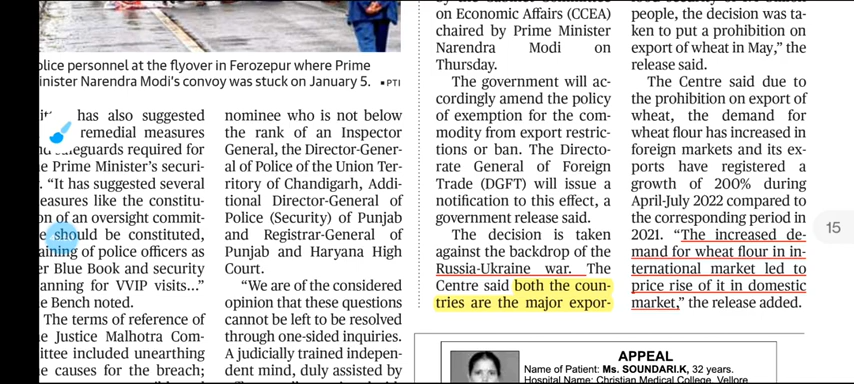 olice personnel at the flyover in Ferozepur where Prime
inister Narendra Modi's convoy was stuck on January 5. ▪PTI
has also suggested
remedial measures
safeguards required for
e Prime Minister's securi-
. “It has suggested several
easures like the constitu-
on of an oversight commit-
e should be constituted,
aining of police officers as
er Blue Book and security
anning for VVIP visits...”
e Bench noted.
The terms of reference of
e Justice Malhotra Com-
ittee included unearthing
e causes for the breach;
nominee who is not below
the rank of an Inspector
General, the Director-Gener-
al of Police of the Union Ter-
ritory of Chandigarh, Addi-
tional Director-General of
Police (Security) of Punjab
and Registrar-General of
Punjab and Haryana High
Court.
“We are of the considered
opinion that these questions
cannot be left to be resolved
through one-sided inquiries.
A judicially trained indepen-
dent mind, duly assisted by
on Economic Affairs (CCEA)
chaired by Prime Minister
Narendra Modi on
Thursday.
The government will ac-
cordingly amend the policy
of exemption for the com-
modity from export restric-
tions or ban. The Directo-
rate General of Foreign
Trade (DGFT) will issue a
notification to this effect, a
government release said.
The decision is taken
against the backdrop of the
Russia-Ukraine war. The
Centre said both the coun-
tries are the major expor-
people, the decision was ta-
ken to put a prohibition on
export of wheat in May,” the
release said.
The Centre said due to
the prohibition on export of
wheat, the demand for
wheat flour has increased in
foreign markets and its ex-
ports have registered a
growth of 200% during
April-July 2022 compared to
the corresponding period in
2021. “The increased de-
mand for wheat flour in in-
ternational market led to
price rise of it in domestic
market,” the release added.
15
APPEAL
Name of Patient: Ms. SOUNDARI.K, 32 years.
Hospital Name: Christian Medical College, Vellore